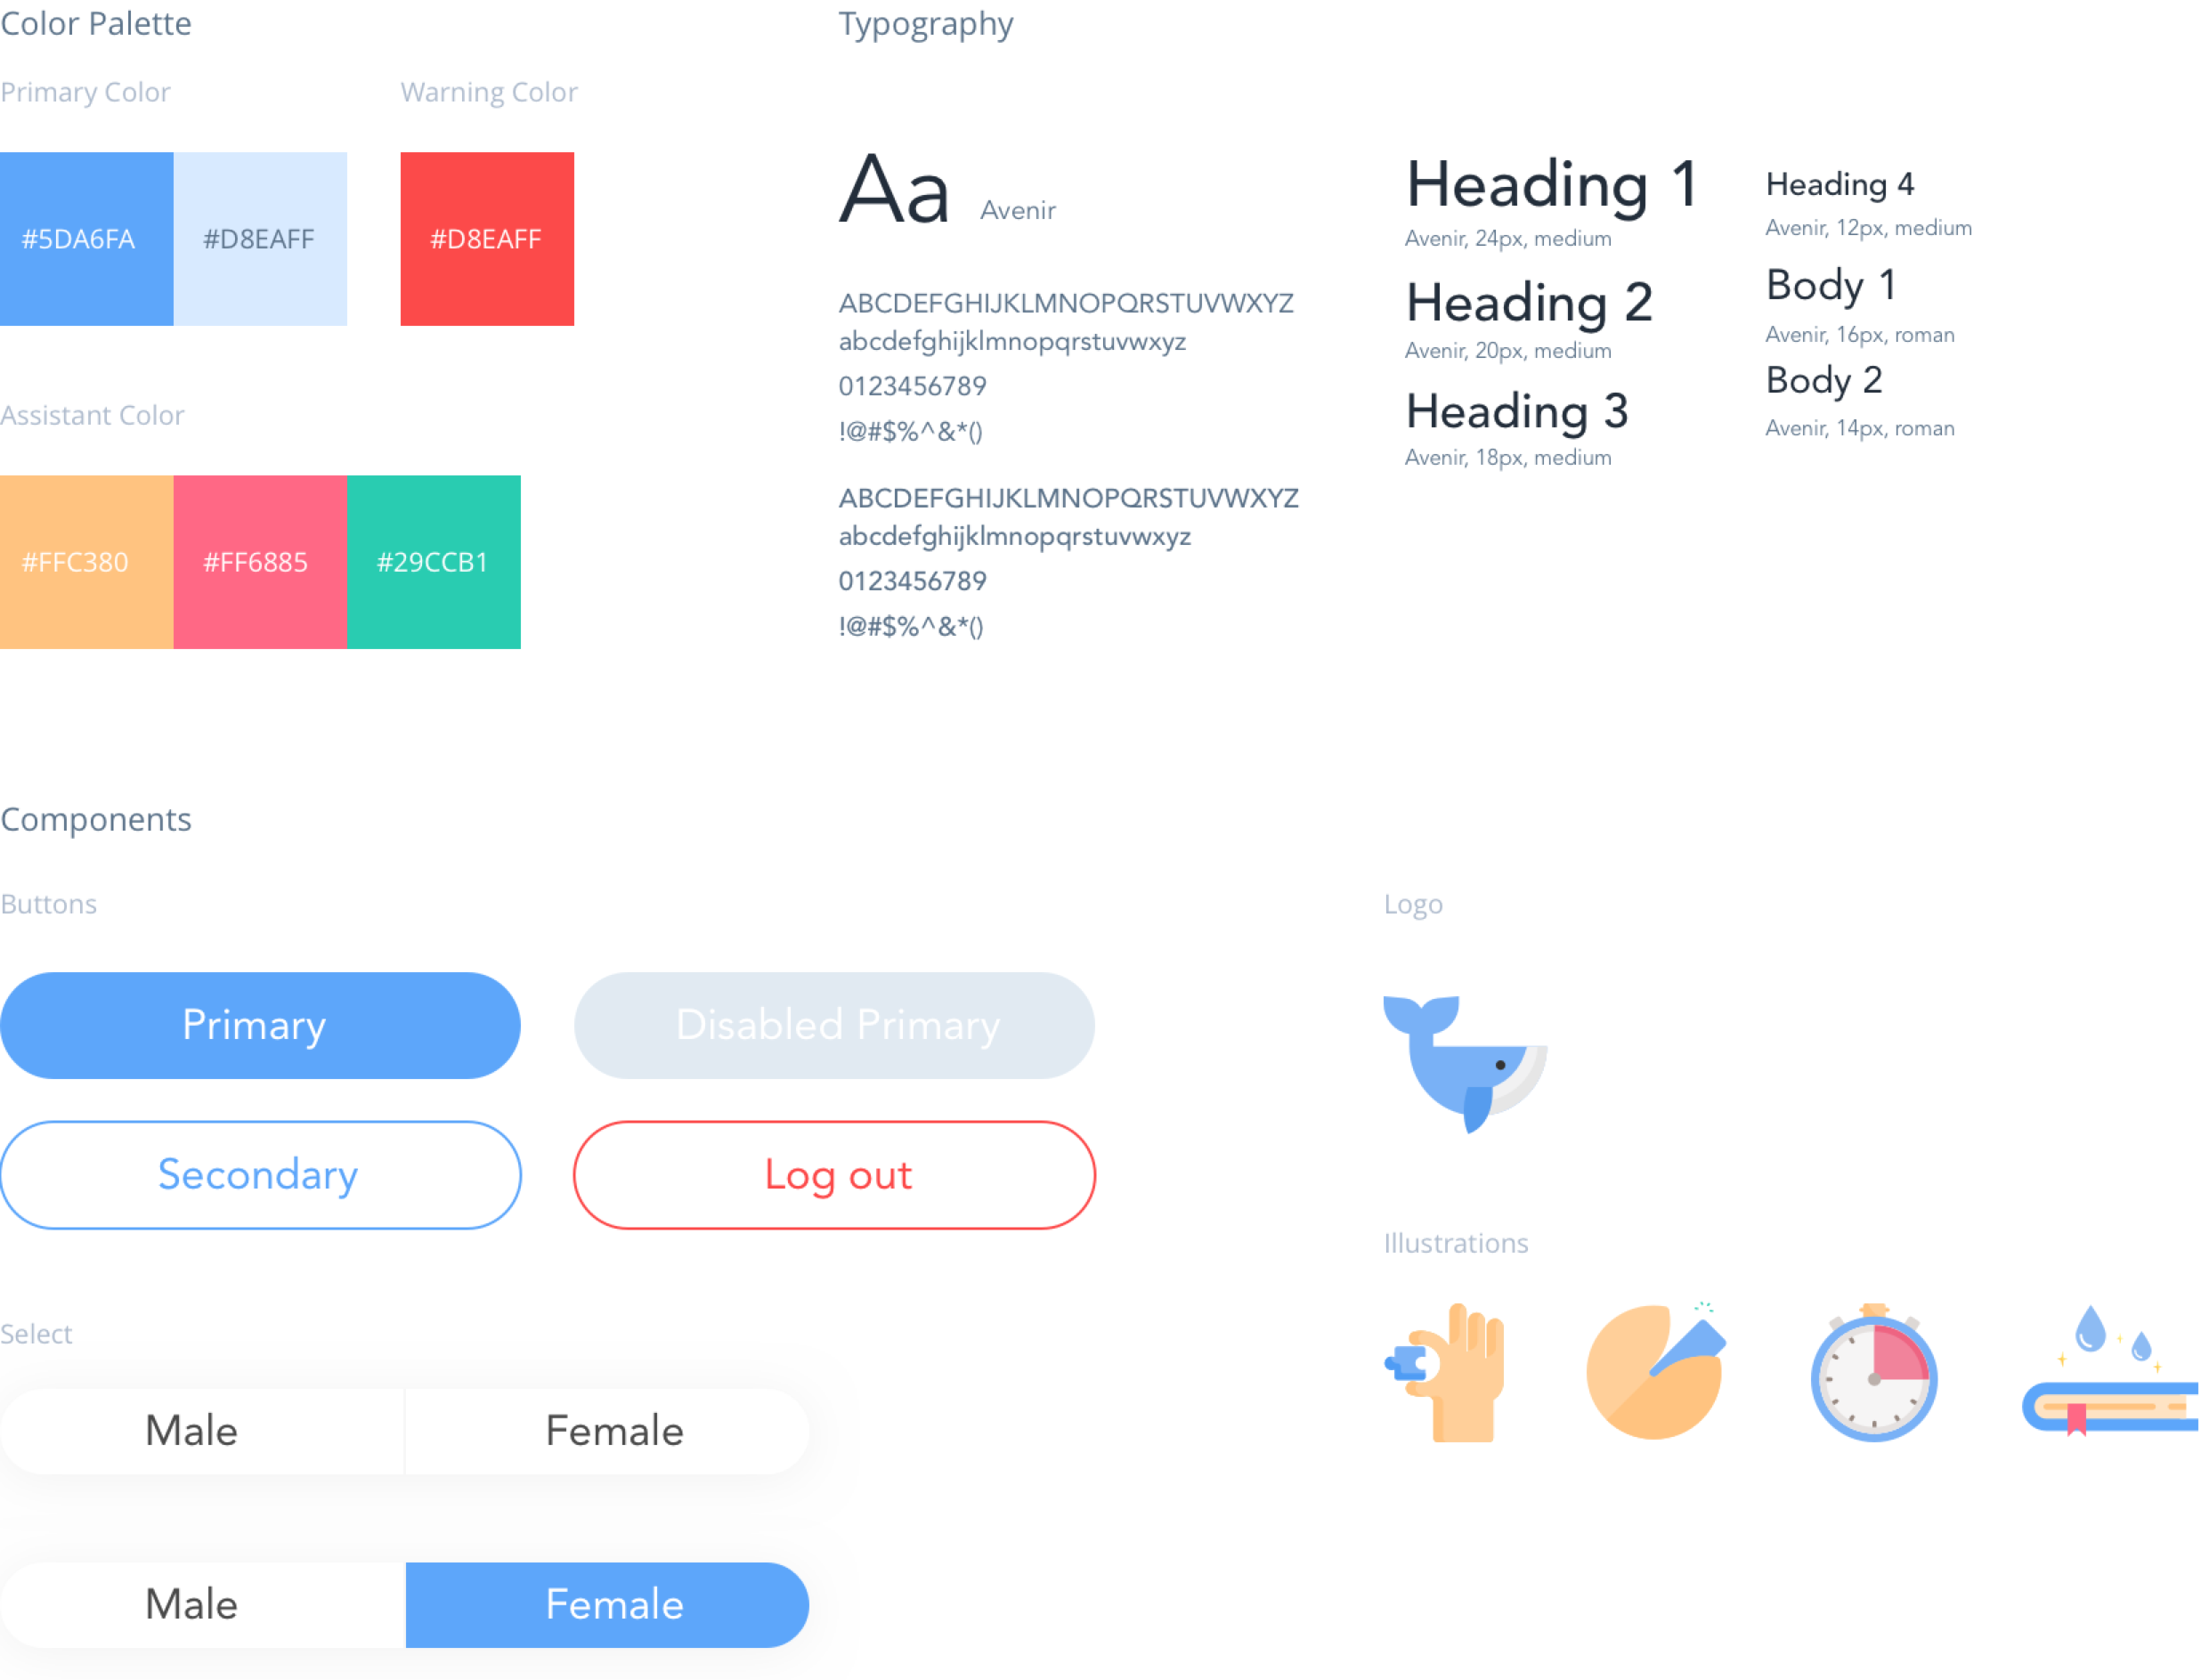 Color Palette
Primary Color
Warning Color
#5DA6FA
#D8EAFF
#D8EAFF
Assistant Color
#FFC380
#FF6885
#29CCB1
Typography
Aa
Avenir
ABCDEFGHIJKLMNOPQRSTUVWXYZ
abcdefghijklmnopqrstuvwxyz
0123456789
!@#$%^&*()
ABCDEFGHIJKLMNOPQRSTUVWXYZ
abcdefghijklmnopqrstuvwxyz
0123456789
!@#$%^&*()
Heading 1
Avenir, 24px, medium
Heading 2
Avenir, 20px, medium
Heading 3
Avenir, 18px, medium
Heading 4
Avenir, 12px, medium
Body 1
Avenir, 16px, roman
Body 2
Avenir, 14px, roman
Components
Buttons
Primary
Disabled Primary
Secondary
Log out
Select
Male
Female
Male
Female
Logo
Illustrations